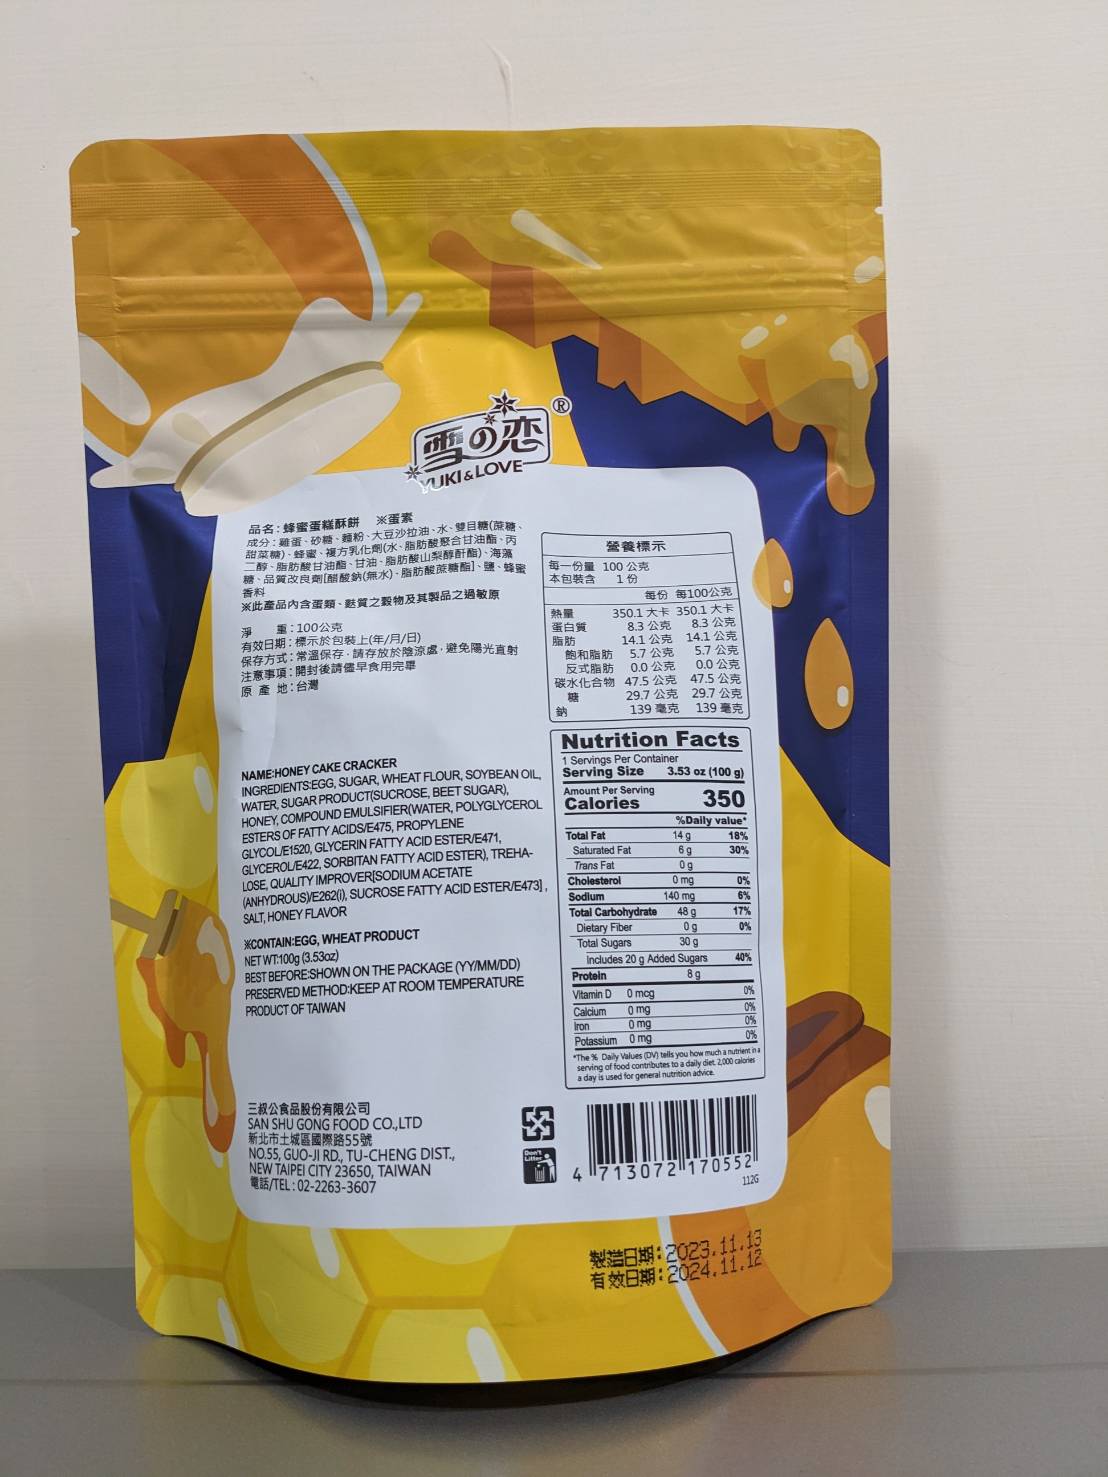 雪の恋®
YUKI&LOVE
品名：蜂蜜蛋糕酥餅 ※蛋素
成分：雞蛋、砂糖、麵粉、大豆沙拉油、水、雙目糖(蔗糖、
甜菜糖)、蜂蜜、複方乳化劑(水、脂肪酸聚合甘油酯、丙
二醇、脂肪酸甘油酯、甘油、脂肪酸山梨醇酐酯)、海藻
糖、品質改良劑[醋酸鈉(無水)、脂肪酸蔗糖酯]、鹽、蜂蜜
香料
※此產品內含蛋類、麩質之穀物及其製品之過敏原
淨 重：100公克
有效日期：標示於包裝上(年/月/日)
保存方式：常溫保存，請存放於陰涼處，避免陽光直射
注意事項：開封後請儘早食用完畢
原 產 地：台灣
營養標示
每一份量 100 公克
本包裝含 1 份
每份 每100公克
熱量 350.1 大卡 350.1 大卡
蛋白質 8.3 公克 8.3 公克
脂肪 14.1 公克 14.1 公克
飽和脂肪 5.7 公克 5.7 公克
反式脂肪 0.0 公克 0.0 公克
碳水化合物 47.5 公克 47.5 公克
糖 29.7 公克 29.7 公克
鈉 139 毫克 139 毫克
NAME:HONEY CAKE CRACKER
INGREDIENTS:EGG, SUGAR, WHEAT FLOUR, SOYBEAN OIL,
WATER, SUGAR PRODUCT(SUCROSE, BEET SUGAR),
HONEY, COMPOUND EMULSIFIER(WATER, POLYGLYCEROL
ESTERS OF FATTY ACIDS/E475, PROPYLENE
GLYCOL/E1520, GLYCERIN FATTY ACID ESTER/E471,
GLYCEROL/E422, SORBITAN FATTY ACID ESTER), TREHA-
LOSE, QUALITY IMPROVER[SODIUM ACETATE
(ANHYDROUS)/E262(i), SUCROSE FATTY ACID ESTER/E473],
SALT, HONEY FLAVOR
※CONTAIN:EGG, WHEAT PRODUCT
NET WT:100g (3.53oz)
BEST BEFORE:SHOWN ON THE PACKAGE (YY/MM/DD)
PRESERVED METHOD:KEEP AT ROOM TEMPERATURE
PRODUCT OF TAIWAN
Nutrition Facts
1 Servings Per Container
Serving Size 3.53 oz (100 g)
Amount Per Serving
Calories 350
%Daily value*
Total Fat 14 g 18%
Saturated Fat 6 g 30%
Trans Fat 0 g
Cholesterol 0 mg 0%
Sodium 140 mg 6%
Total Carbohydrate 48 g 17%
Dietary Fiber 0 g 0%
Total Sugars 30 g
Includes 20 g Added Sugars 40%
Protein 8 g
Vitamin D 0 mcg 0%
Calcium 0 mg 0%
Iron 0 mg 0%
Potassium 0 mg 0%
*The % Daily Values (DV) tells you how much a nutrient in a
serving of food contributes to a daily diet. 2,000 calories
a day is used for general nutrition advice.
三叔公食品股份有限公司
SAN SHU GONG FOOD CO.,LTD
新北市土城區國際路55號
NO.55, GUO-JI RD., TU-CHENG DIST.,
NEW TAIPEI CITY 23650, TAIWAN
電話/TEL : 02-2263-3607
Don't
Litter
4 713072 170552
112G
製造日期:2023.11.13
有效日期:2024.11.12